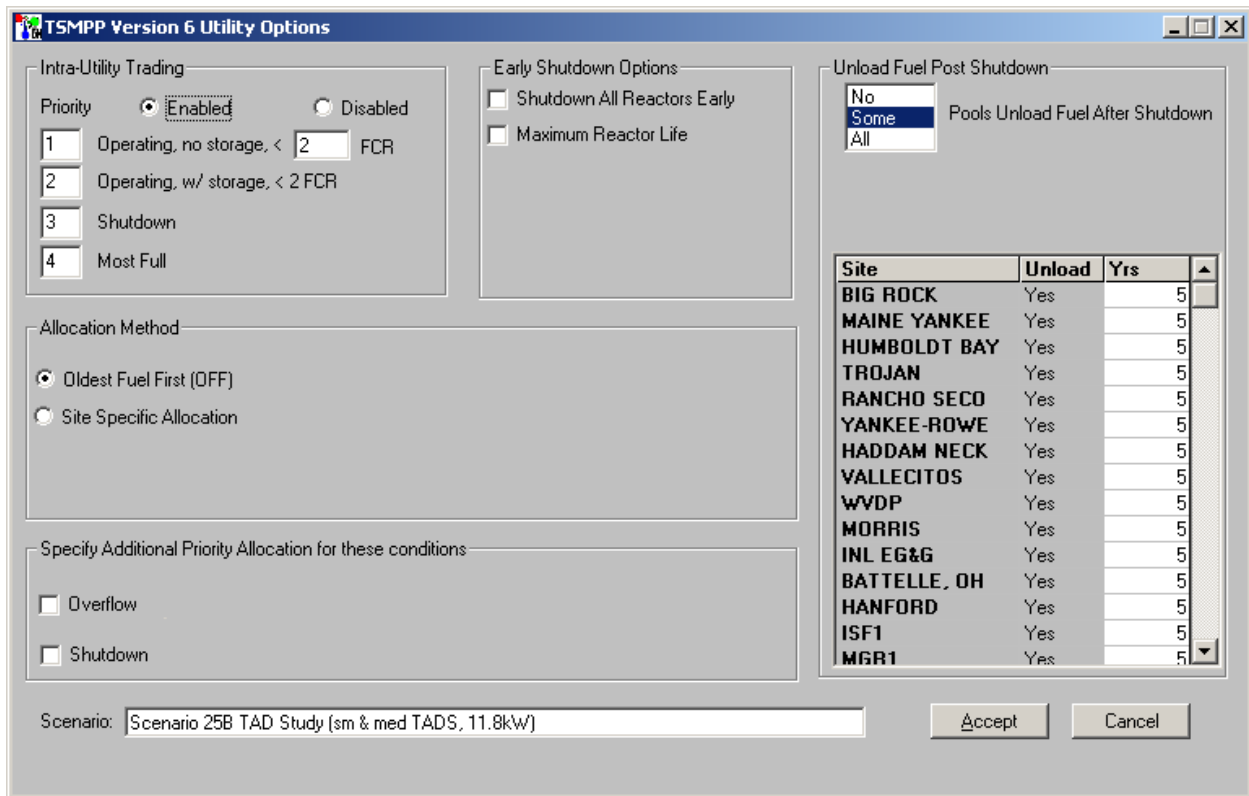 TSMPP Version 6 Utility Options
Intra-Utility Trading
Priority Enabled Disabled
1 Operating, no storage, < 2 FCR
2 Operating, w/ storage, < 2 FCR
3 Shutdown
4 Most Full
Early Shutdown Options
Shutdown All Reactors Early
Maximum Reactor Life
Unload Fuel Post Shutdown
No
Some
All
Pools Unload Fuel After Shutdown
Site Unload Yrs
BIG ROCK Yes 5
MAINE YANKEE Yes 5
HUMBOLDT BAY Yes 5
TROJAN Yes 5
RANCHO SECO Yes 5
YANKEE-ROWE Yes 5
HADDAM NECK Yes 5
VALLECITOS Yes 5
WVDP Yes 5
MORRIS Yes 5
INL EG&G Yes 5
BATTELLE, OH Yes 5
HANFORD Yes 5
ISF1 Yes 5
MGR1 Yes 5
Allocation Method
Oldest Fuel First (OFF)
Site Specific Allocation
Specify Additional Priority Allocation for these conditions
Overflow
Shutdown
Scenario: Scenario 25B TAD Study (sm & med TADS, 11.8kW)
Accept Cancel